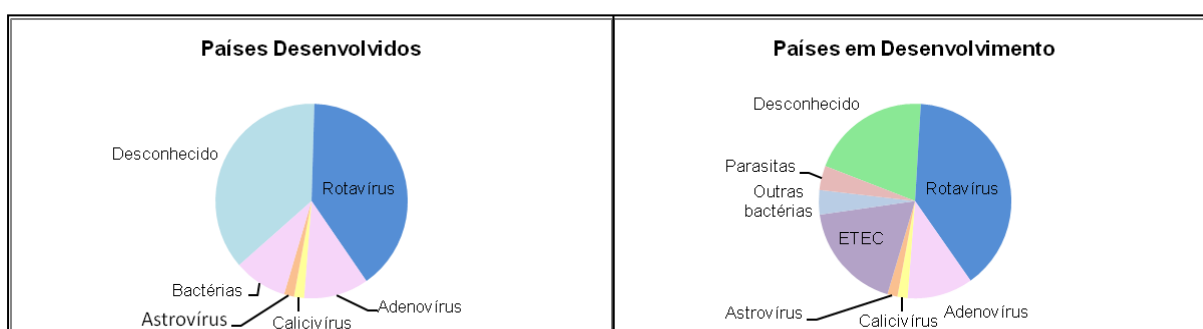 Países Desenvolvidos
Desconhecido
Rotavírus
Bactérias
Astrovírus
Calicivírus
Adenovírus
Países em Desenvolvimento
Desconhecido
Parasitas
Outras
bactérias
Rotavírus
ETEC
Astrovírus
Calicivírus
Adenovírus